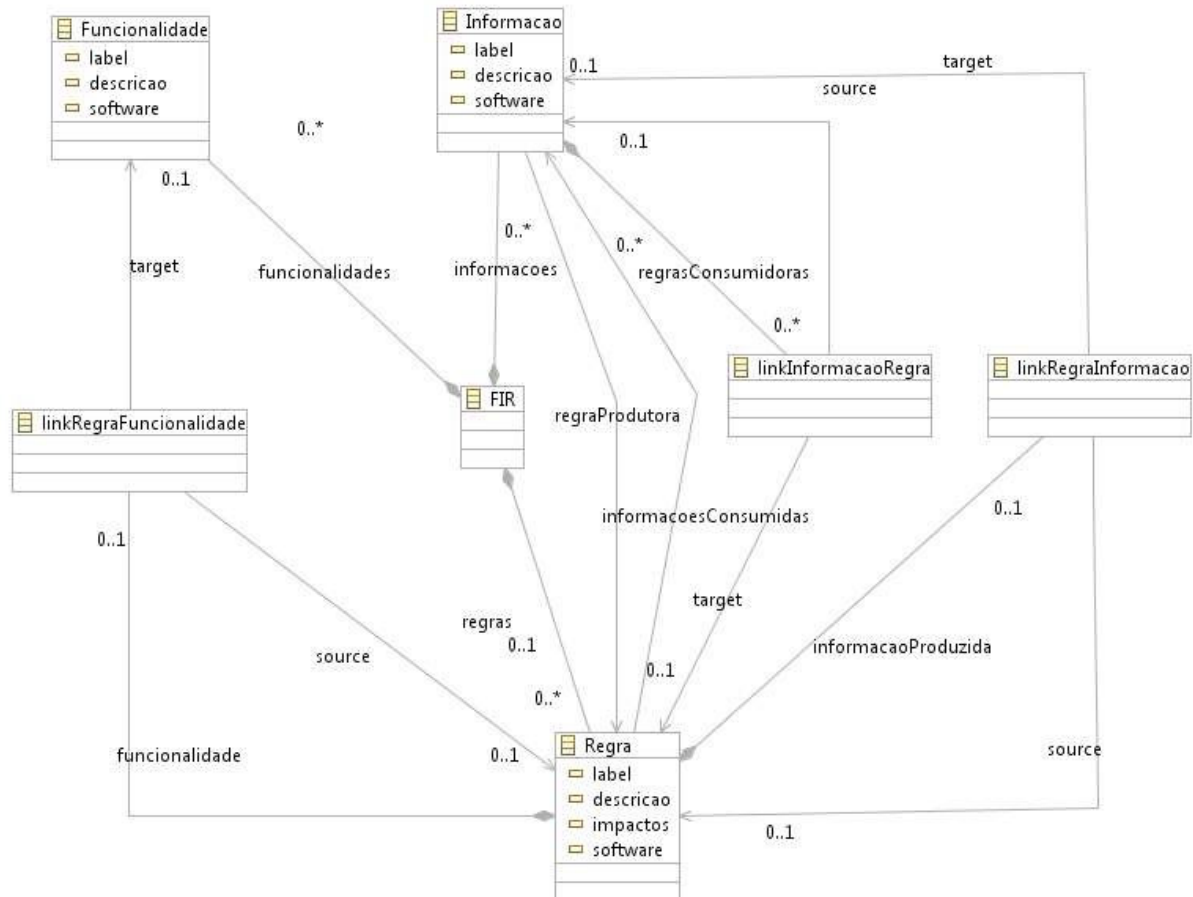 Funcionalidade
label
descricao
software
Informacao
label
descricao
software
0..1
target
source
0..*
0..1
0..1
0..*
0..*
target
funcionalidades
informacoes
regrasConsumidoras
0..*
linkInformacaoRegra
linkRegraInformacao
FIR
linkRegraFuncionalidade
regraProdutora
informacoesConsumidas
0..1
0..1
target
regras
0..1
source
0..1
informacaoProduzida
0..*
Regra
label
descricao
impactos
software
funcionalidade
0..1
source
0..1